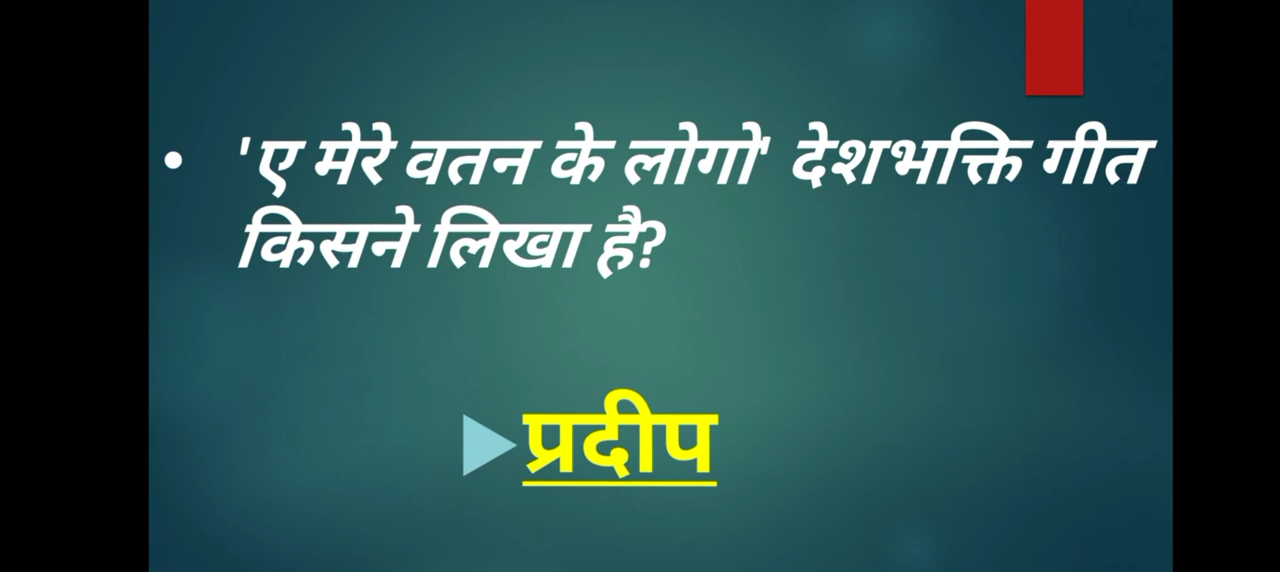 • 'ए मेरे वतन के लोगो' देशभक्ति गीत
किसने लिखा है?
प्रदीप